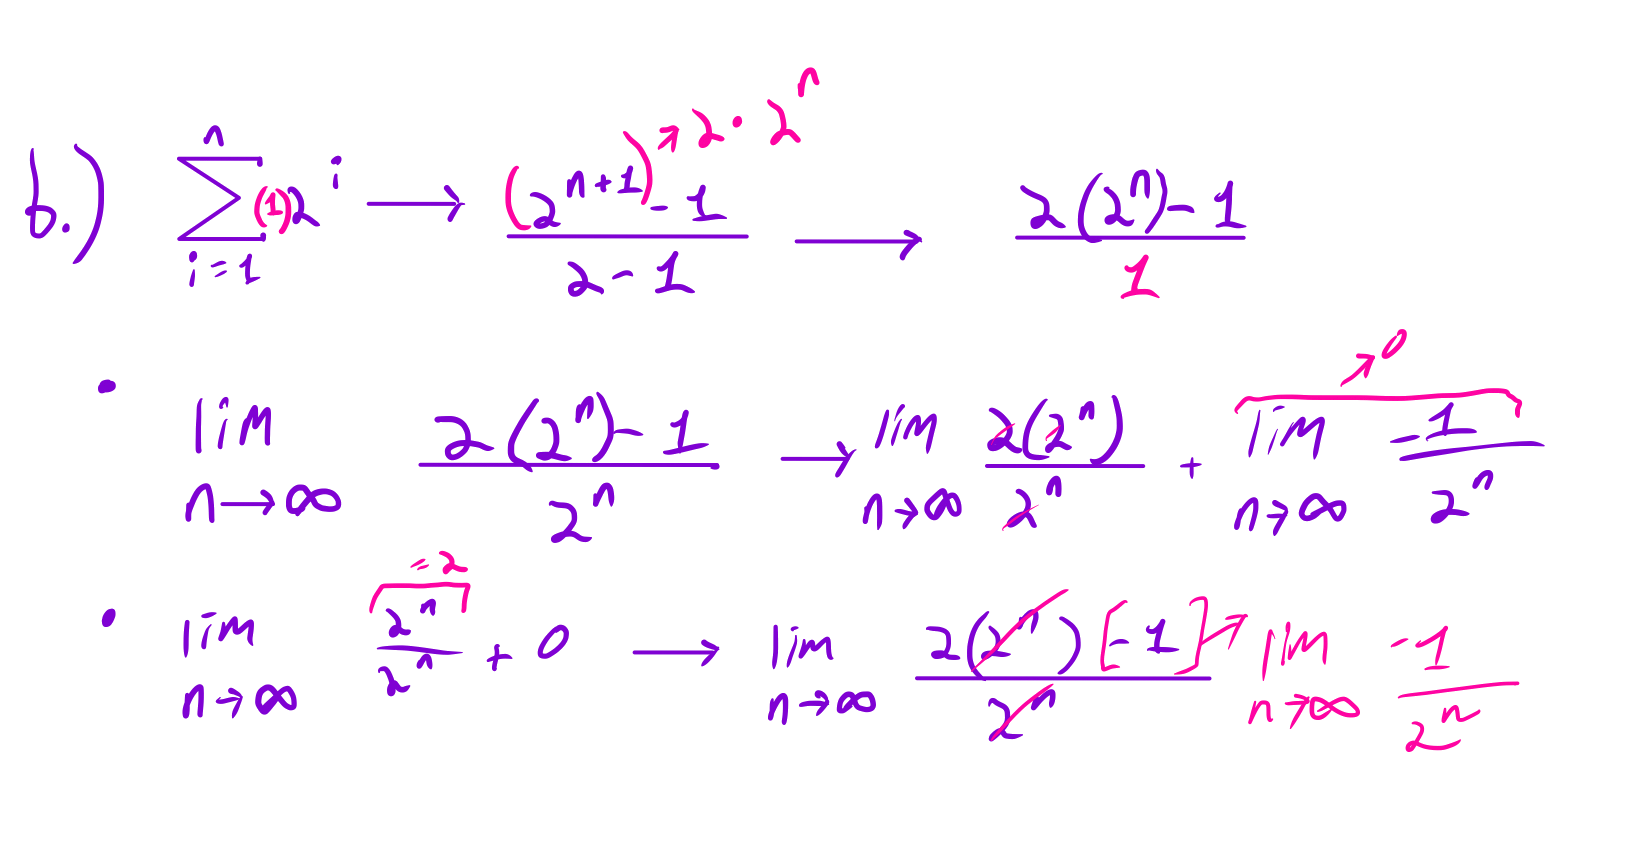 b.) \sum_{i=1}^{n} (1) 2^{i} \longrightarrow \frac{(2^{n+1}) - 1}{2 - 1} \nearrow 2 \cdot 2^{n} \longrightarrow \frac{2(2^{n}) - 1}{1}
• \lim_{n \to \infty} \frac{2(2^{n}) - 1}{2^{n}} \longrightarrow \lim_{n \to \infty} \frac{2(2^{n})}{2^{n}} + \lim_{n \to \infty} \frac{-1}{2^{n}} \nearrow 0
• \lim_{n \to \infty} \frac{2^{n}}{2^{n}} = 2 + 0 \longrightarrow \lim_{n \to \infty} \frac{2(2^{n}) [-1]}{2^{n}} \nearrow \lim_{n \to \infty} \frac{-1}{2^{n}}